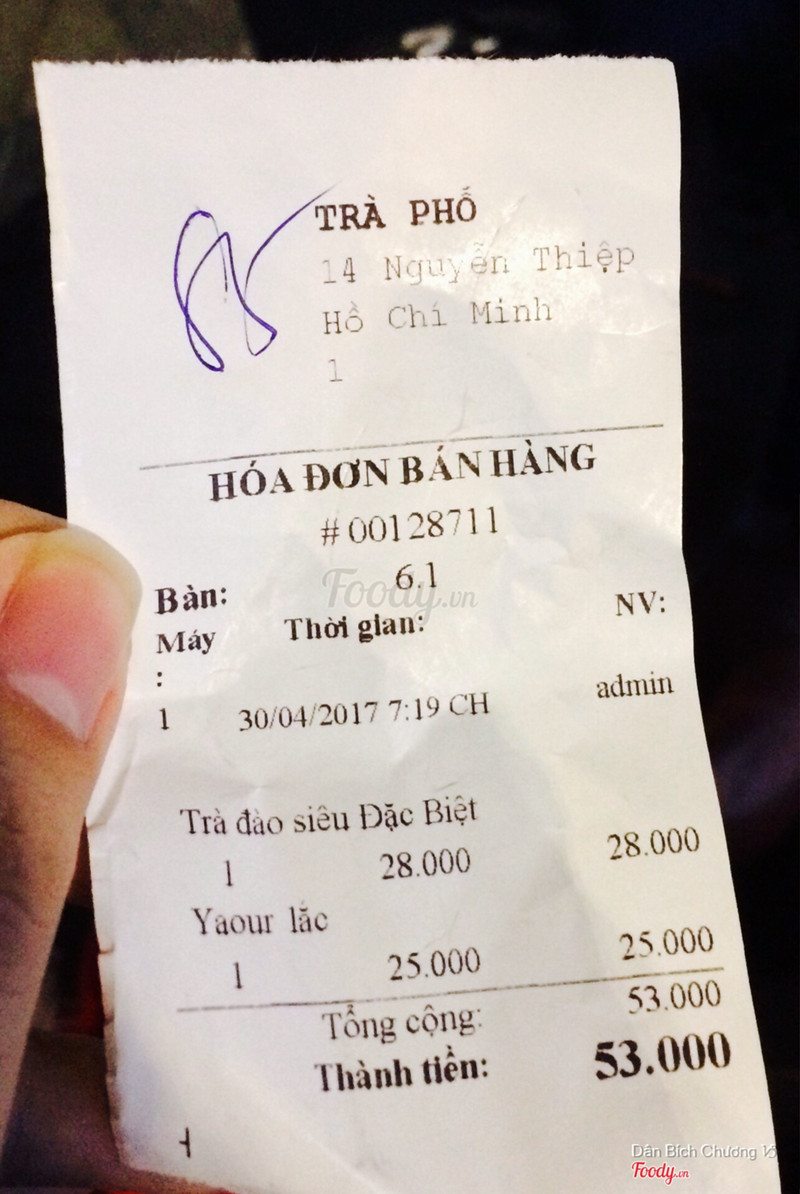 85
TRÀ PHỐ
14 Nguyễn Thiệp
Hồ Chí Minh
1
HÓA ĐƠN BÁN HÀNG
#00128711
Bàn: 6.1
Máy: Thời gian: NV:
1 30/04/2017 7:19 CH admin
Trà đào siêu Đặc Biệt
1 28.000 28.000
Yaour lắc
1 25.000 25.000
Tổng cộng: 53.000
Thành tiền: 53.000
Foody.vn
Dân Bích Chương
Foody.vn